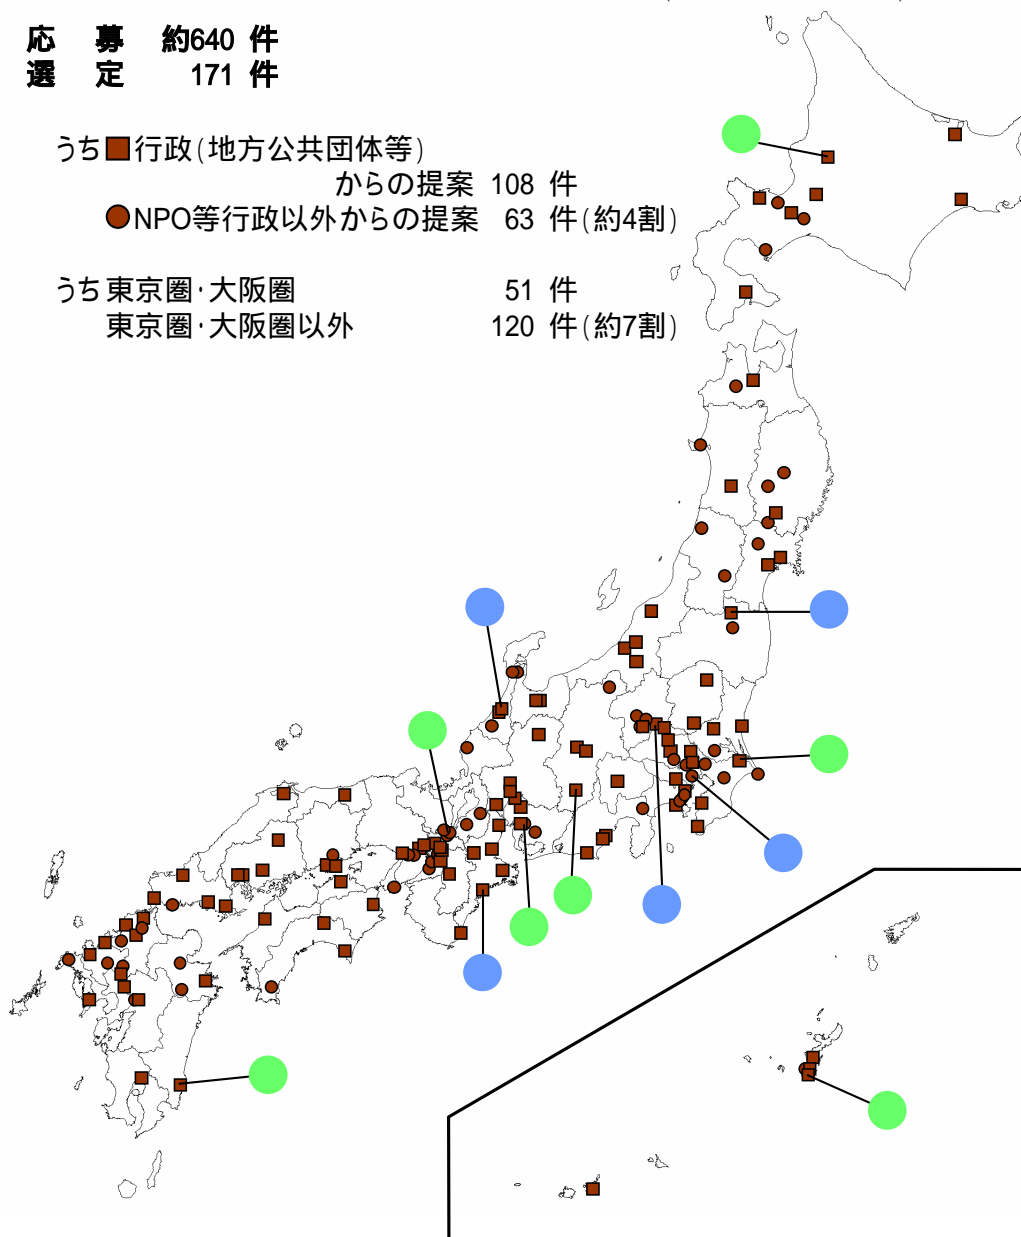 応 募 約640 件
選 定 171 件
うち■行政(地方公共団体等)
からの提案 108 件
●NPO等行政以外からの提案 63 件(約4割)
うち東京圏・大阪圏 51 件
東京圏・大阪圏以外 120 件(約7割)